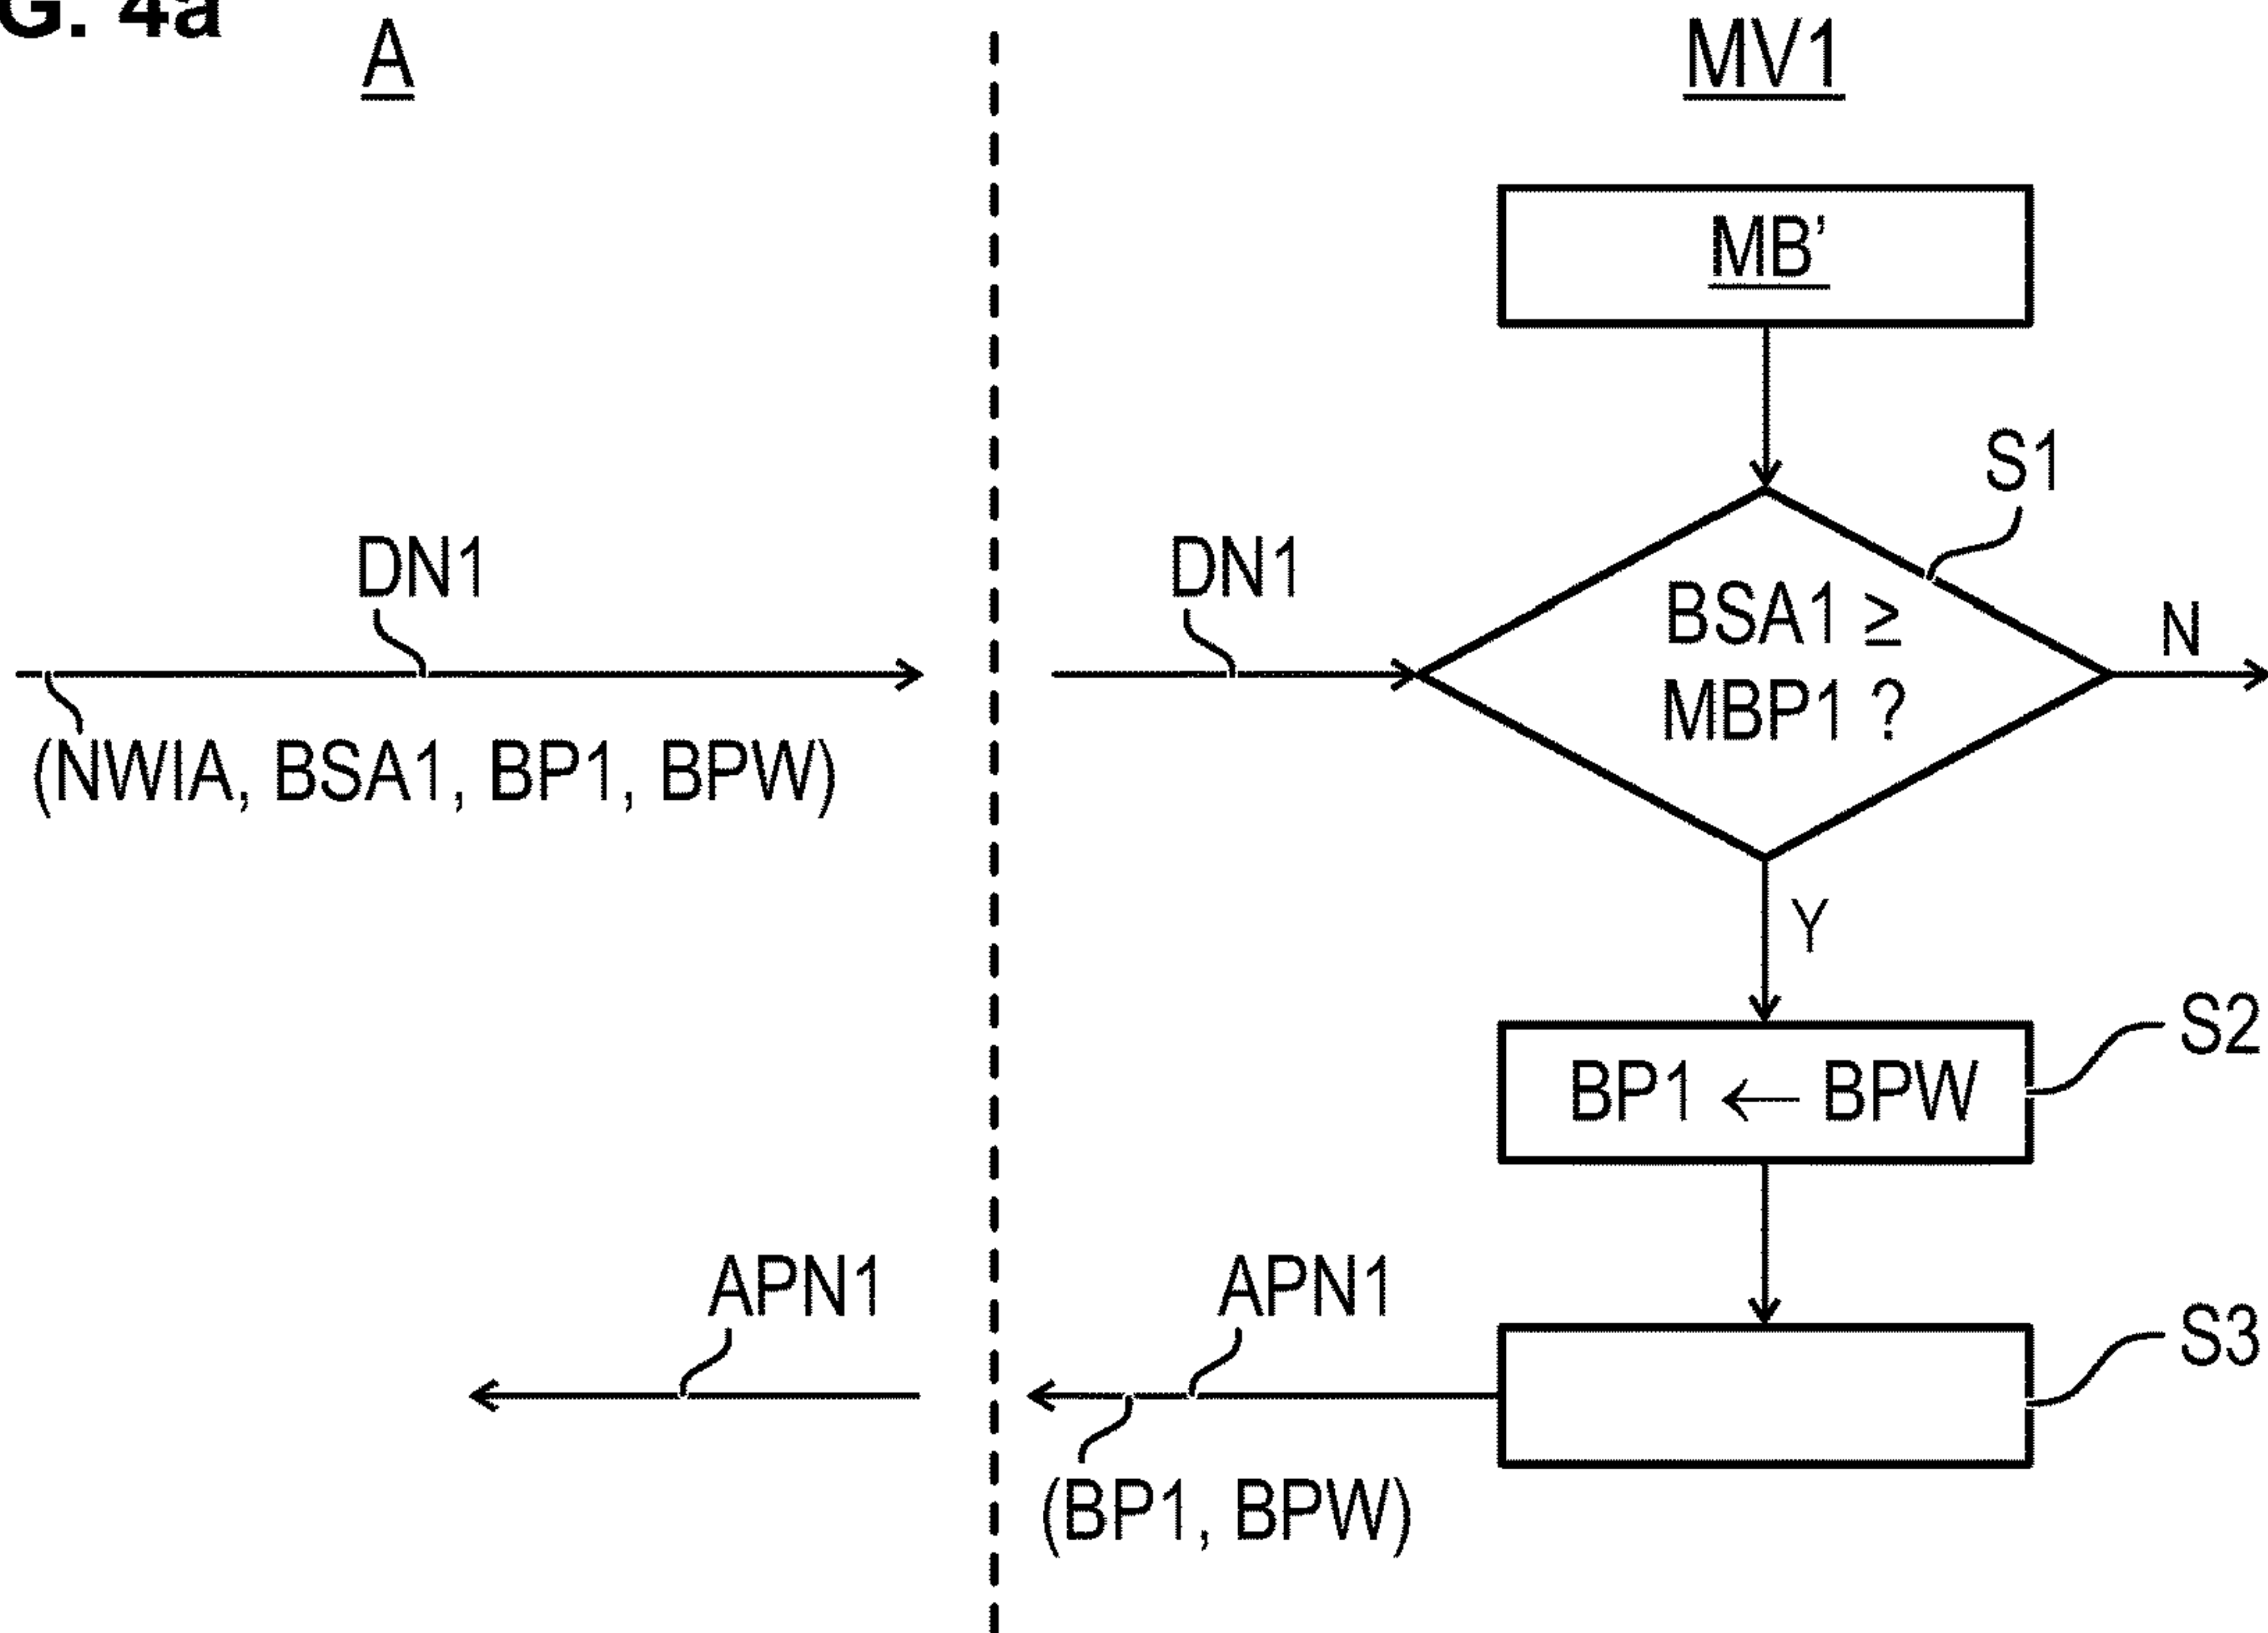 G. 4a
A
MV1
MB’
S1
DN1
DN1
BSA1 ≥
MBP1 ?
N
(NWIA, BSA1, BP1, BPW)
Y
S2
BP1 ← BPW
APN1
APN1
S3
(BP1, BPW)